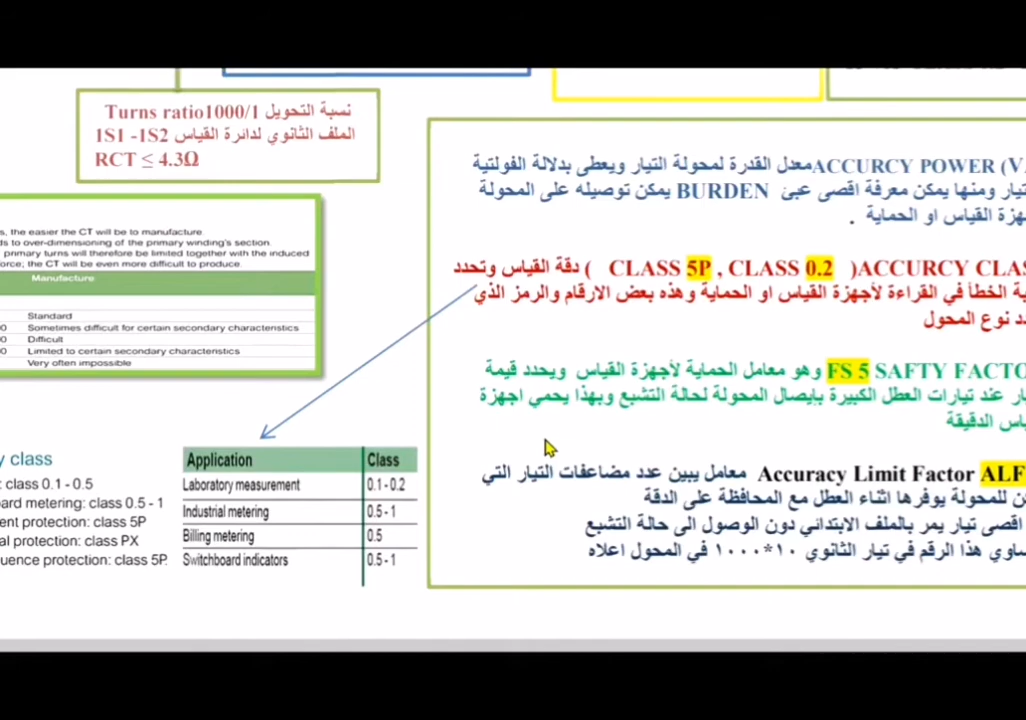 Turns ratio1000/1 نسبة التحويل
الملف الثانوي لدائرة القياس 1S1 -1S2
RCT ≤ 4.3Ω
s, the easier the CT will be to manufacture
ds to over-dimensioning of the primary winding's section.
primary turns will therefore be limited together with the induced
orce; the CT will be even more difficult to produce.
Manufacture
Standard
Sometimes difficult for certain secondary characteristics
Difficult
Limited to certain secondary characteristics
Very often impossible
y class
: class 0.1 - 0.5
ard metering: class 0.5 - 1
ent protection: class 5P
al protection: class PX
uence protection: class 5P
Application Class
Laboratory measurement 0.1 - 0.2
Industrial metering 0.5 - 1
Billing metering 0.5
Switchboard indicators 0.5 - 1
ACCURCY POWER (V معدل القدرة لمحولة التيار ويعطى بدلالة الفولتية
تيار ومنها يمكن معرفة اقصى عبئ BURDEN يمكن توصيله على المحولة
هزة القياس او الحماية .
ACCURCY CLAS( CLASS 5P , CLASS 0.2 ) دقة القياس وتحدد
ية الخطأ في القراءة لأجهزة القياس او الحماية وهذه بعض الارقام والرمز الذي
دد نوع المحول
FS 5 SAFTY FACTO وهو معامل الحماية لأجهزة القياس ويحدد قيمة
ار عند تيارات العطل الكبيرة بإيصال المحولة لحالة التشبع وبهذا يحمي اجهزة
ياس الدقيقة
Accuracy Limit Factor ALF معامل يبين عدد مضاعفات التيار التي
ن للمحولة يوفرها اثناء العطل مع المحافظة على الدقة
اقصى تيار يمر بالملف الابتدائي دون الوصول الى حالة التشبع
ساوي هذا الرقم في تيار الثانوي ١٠*١٠٠٠ في المحول اعلاه